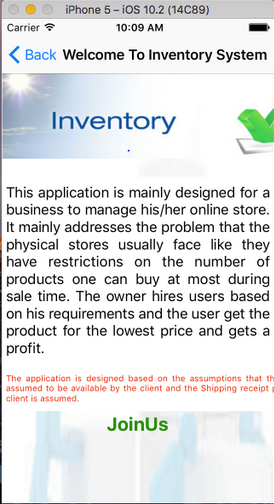 iPhone 5 – iOS 10.2 (14C89)
Carrier 10:09 AM
Back Welcome To Inventory System
Inventory
This application is mainly designed for a
business to manage his/her online store.
It mainly addresses the problem that the
physical stores usually face like they
have restrictions on the number of
products one can buy at most during
sale time. The owner hires users based
on his requirements and the user get the
product for the lowest price and gets a
profit.
The application is designed based on the assumptions that
assumed to be available by the client and the Shipping receipt
client is assumed.
JoinUs